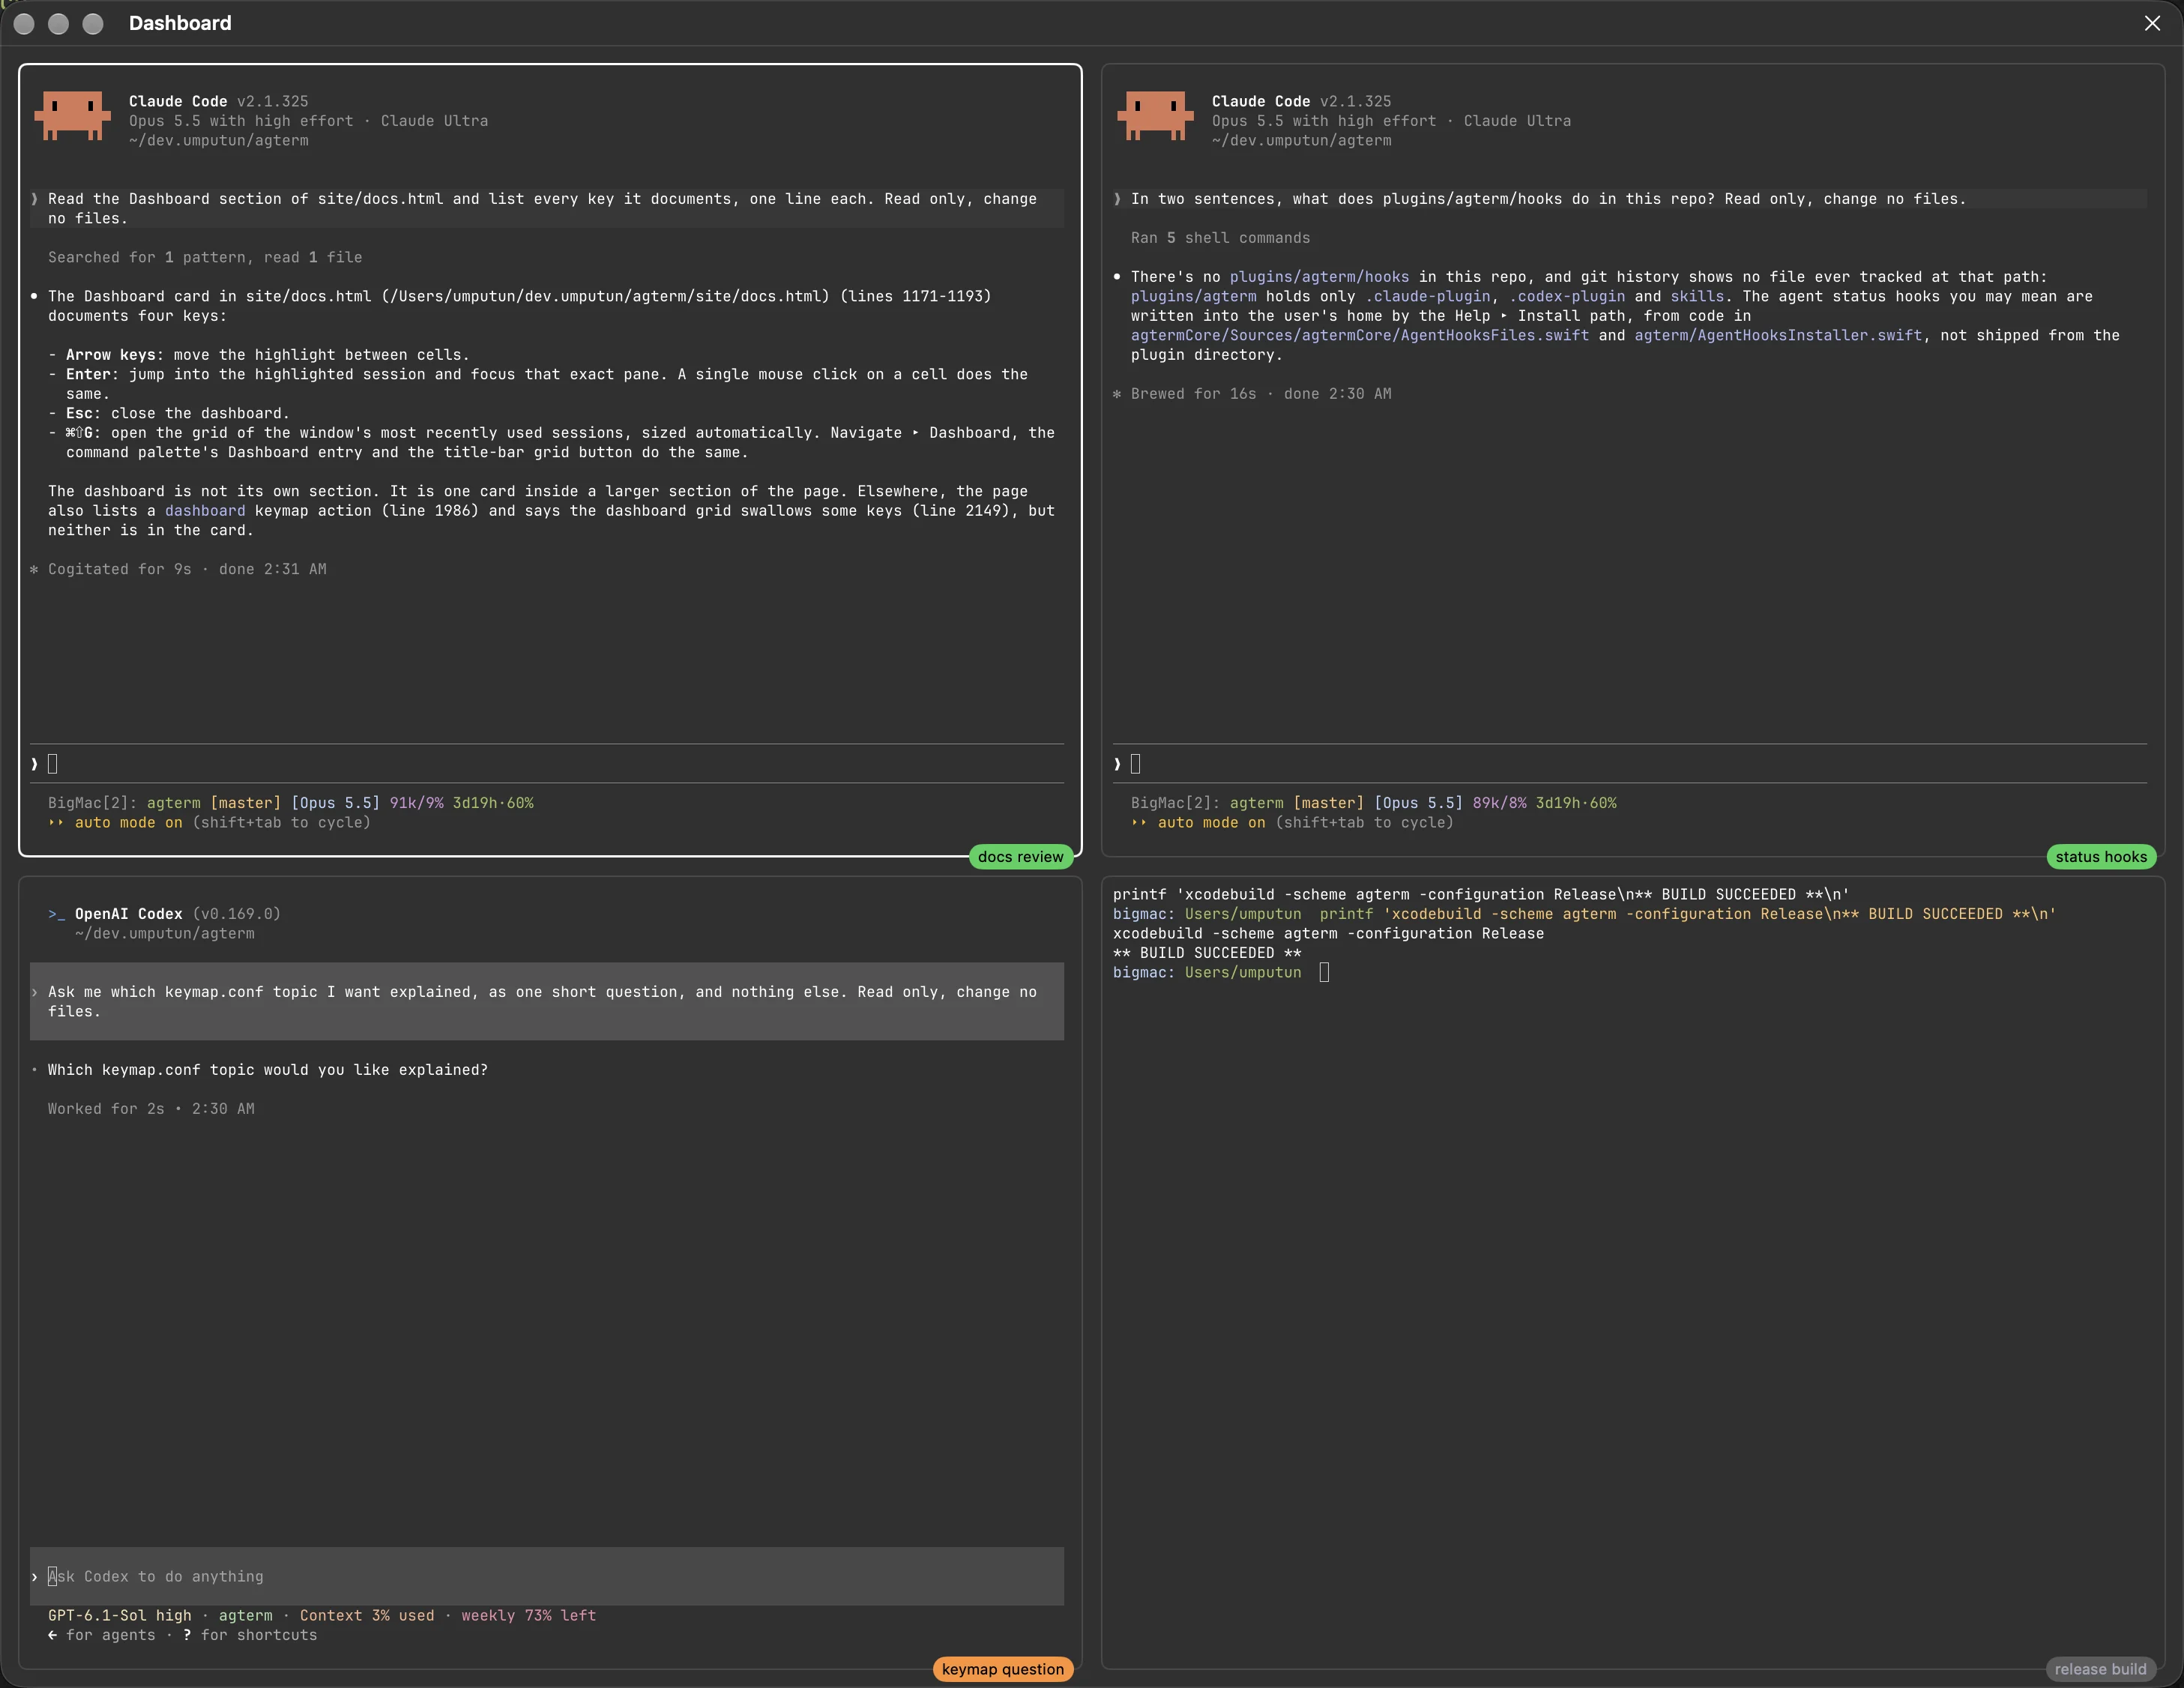 Dashboard
Claude Code v2.1.325
Opus 5.5 with high effort · Claude Ultra
~/dev.umputun/agterm
❯ Read the Dashboard section of site/docs.html and list every key it documents, one line each. Read only, change
no files.
Searched for 1 pattern, read 1 file
● The Dashboard card in site/docs.html (/Users/umputun/dev.umputun/agterm/site/docs.html) (lines 1171-1193)
documents four keys:
- Arrow keys: move the highlight between cells.
- Enter: jump into the highlighted session and focus that exact pane. A single mouse click on a cell does the
same.
- Esc: close the dashboard.
- ⌘⇧G: open the grid of the window's most recently used sessions, sized automatically. Navigate ▸ Dashboard, the
command palette's Dashboard entry and the title-bar grid button do the same.
The dashboard is not its own section. It is one card inside a larger section of the page. Elsewhere, the page
also lists a dashboard keymap action (line 1986) and says the dashboard grid swallows some keys (line 2149), but
neither is in the card.
✻ Cogitated for 9s · done 2:31 AM
❯
BigMac[2]: agterm [master] [Opus 5.5] 91k/9% 3d19h·60%
⏵⏵ auto mode on (shift+tab to cycle)
docs review
Claude Code v2.1.325
Opus 5.5 with high effort · Claude Ultra
~/dev.umputun/agterm
❯ In two sentences, what does plugins/agterm/hooks do in this repo? Read only, change no files.
Ran 5 shell commands
● There's no plugins/agterm/hooks in this repo, and git history shows no file ever tracked at that path:
plugins/agterm holds only .claude-plugin, .codex-plugin and skills. The agent status hooks you may mean are
written into the user's home by the Help ▸ Install path, from code in
agtermCore/Sources/agtermCore/AgentHooksFiles.swift and agterm/AgentHooksInstaller.swift, not shipped from the
plugin directory.
✻ Brewed for 16s · done 2:30 AM
❯
BigMac[2]: agterm [master] [Opus 5.5] 89k/8% 3d19h·60%
⏵⏵ auto mode on (shift+tab to cycle)
status hooks
>_ OpenAI Codex (v0.169.0)
~/dev.umputun/agterm
› Ask me which keymap.conf topic I want explained, as one short question, and nothing else. Read only, change no
files.
• Which keymap.conf topic would you like explained?
Worked for 2s • 2:30 AM
› Ask Codex to do anything
GPT-6.1-Sol high · agterm · Context 3% used · weekly 73% left
← for agents · ? for shortcuts
keymap question
printf 'xcodebuild -scheme agterm -configuration Release\n** BUILD SUCCEEDED **\n'
bigmac: Users/umputun printf 'xcodebuild -scheme agterm -configuration Release\n** BUILD SUCCEEDED **\n'
xcodebuild -scheme agterm -configuration Release
** BUILD SUCCEEDED **
bigmac: Users/umputun
release build